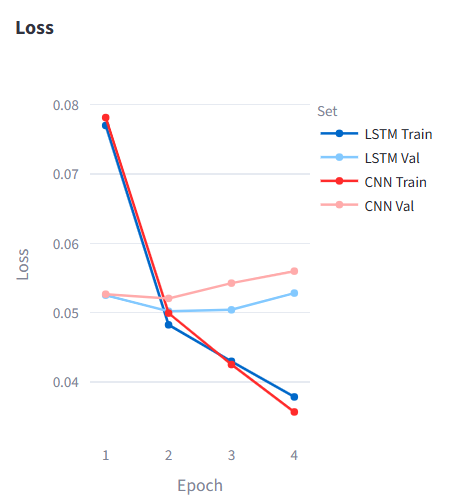 Loss
Set
LSTM Train
LSTM Val
CNN Train
CNN Val
0.08
0.07
0.06
0.05
0.04
Loss
1 2 3 4
Epoch